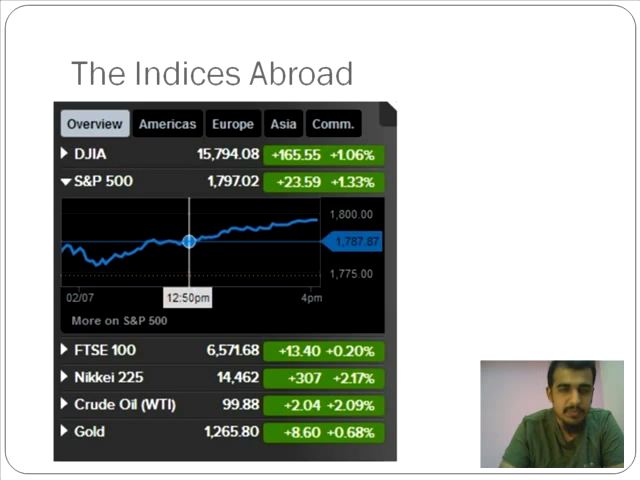 The Indices Abroad
Overview Americas Europe Asia Comm.
DJIA 15,794.08 +165.55 +1.06%
S&P 500 1,797.02 +23.59 +1.33%
1,800.00
1,787.87
1,775.00
02/07 12:50pm 4pm
More on S&P 500
FTSE 100 6,571.68 +13.40 +0.20%
Nikkei 225 14,462 +307 +2.17%
Crude Oil (WTI) 99.88 +2.04 +2.09%
Gold 1,265.80 +8.60 +0.68%